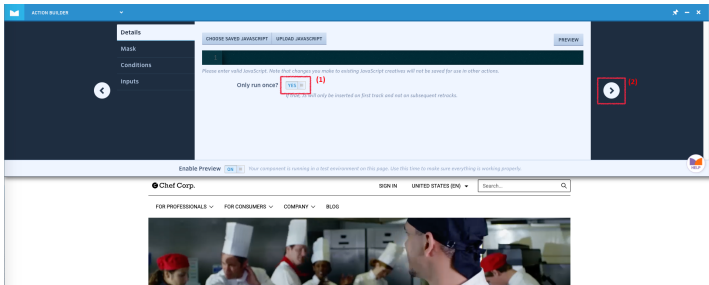 ACTION BUILDER
Details
Mask
Conditions
Inputs
CHOOSE SAVED JAVASCRIPT
UPLOAD JAVASCRIPT
PREVIEW
1
Please enter valid JavaScript. Note that changes you make to existing JavaScript creatives will not be saved for use in other actions.
(1)
Only run once?
YES
If true, JS will only be inserted on first track and not on subsequent retracks.
(2)
HELP
Enable Preview
ON
Your component is running in a test environment on this page. Use this time to make sure everything is working properly.
Chef Corp.
SIGN IN
UNITED STATES (EN)
Search...
FOR PROFESSIONALS
FOR CONSUMERS
COMPANY
BLOG